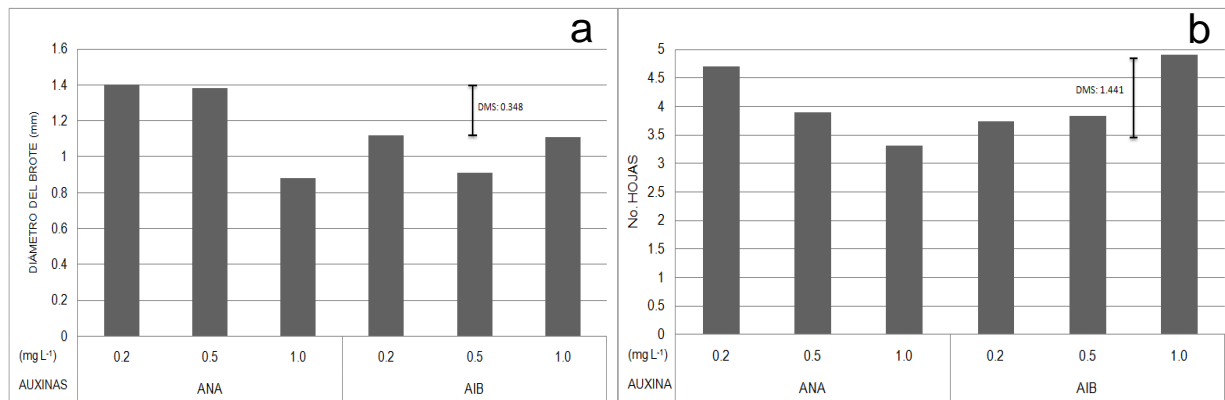 a
1.6
1.4
1.2
1
0.8
0.6
0.4
0.2
0
DIÁMETRO DEL BROTE (mm)
DMS: 0.348
(mg L-1) 0.2 0.5 1.0 0.2 0.5 1.0
AUXINAS ANA AIB
b
5
4.5
4
3.5
3
2.5
2
1.5
1
0.5
0
No. HOJAS
DMS: 1.441
(mg L-1) 0.2 0.5 1.0 0.2 0.5 1.0
AUXINA ANA AIB